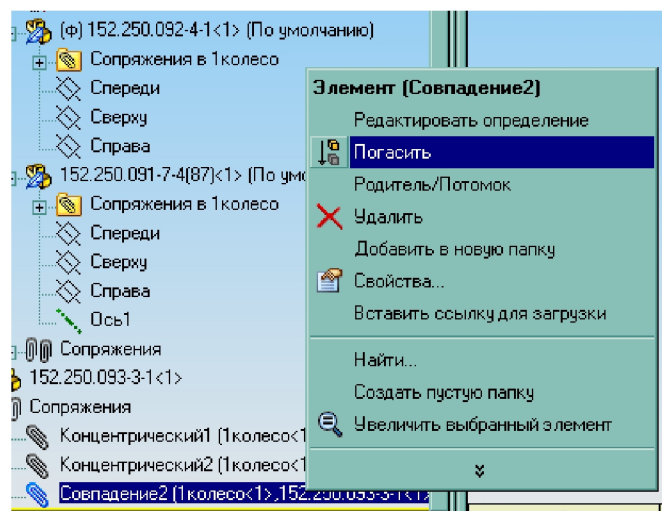 (ф) 152.250.092-4-1<1> (По умолчанию)
Сопряжения в 1колесо
Спереди
Сверху
Справа
152.250.091-7-4(87)<1> (По умо
Сопряжения в 1колесо
Спереди
Сверху
Справа
Ось1
Сопряжения
152.250.093-3-1<1>
Сопряжения
Концентрический1 (1колесо<1
Концентрический2 (1колесо<1
Совпадение2 (1колесо<1>,152.250.093-3-1<1>
Элемент (Совпадение2)
Редактировать определение
Погасить
Родитель/Потомок
Удалить
Добавить в новую папку
Свойства...
Вставить ссылку для загрузки
Найти...
Создать пустую папку
Увеличить выбранный элемент